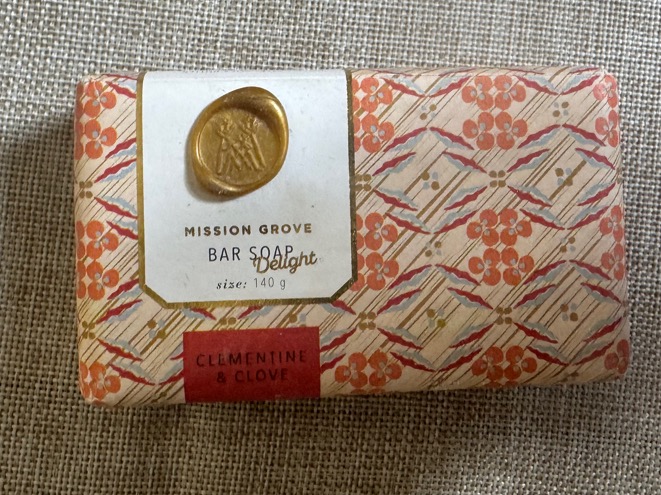 MISSION GROVE
BAR SOAP
Delight
size: 140 g
CLEMENTINE
& CLOVE